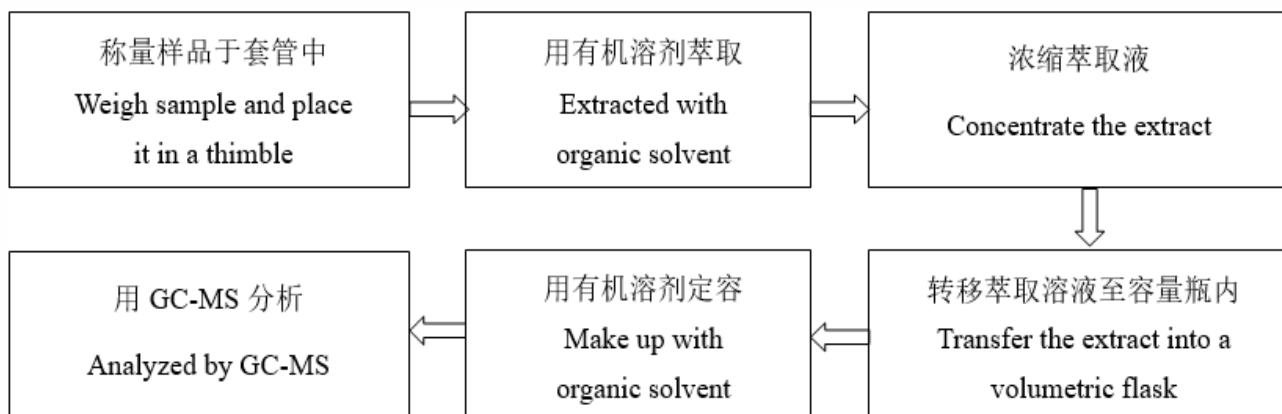 称量样品于套管中
Weigh sample and place
it in a thimble
用有机溶剂萃取
Extracted with
organic solvent
浓缩萃取液
Concentrate the extract
转移萃取溶液至容量瓶内
Transfer the extract into a
volumetric flask
用有机溶剂定容
Make up with
organic solvent
用 GC-MS 分析
Analyzed by GC-MS